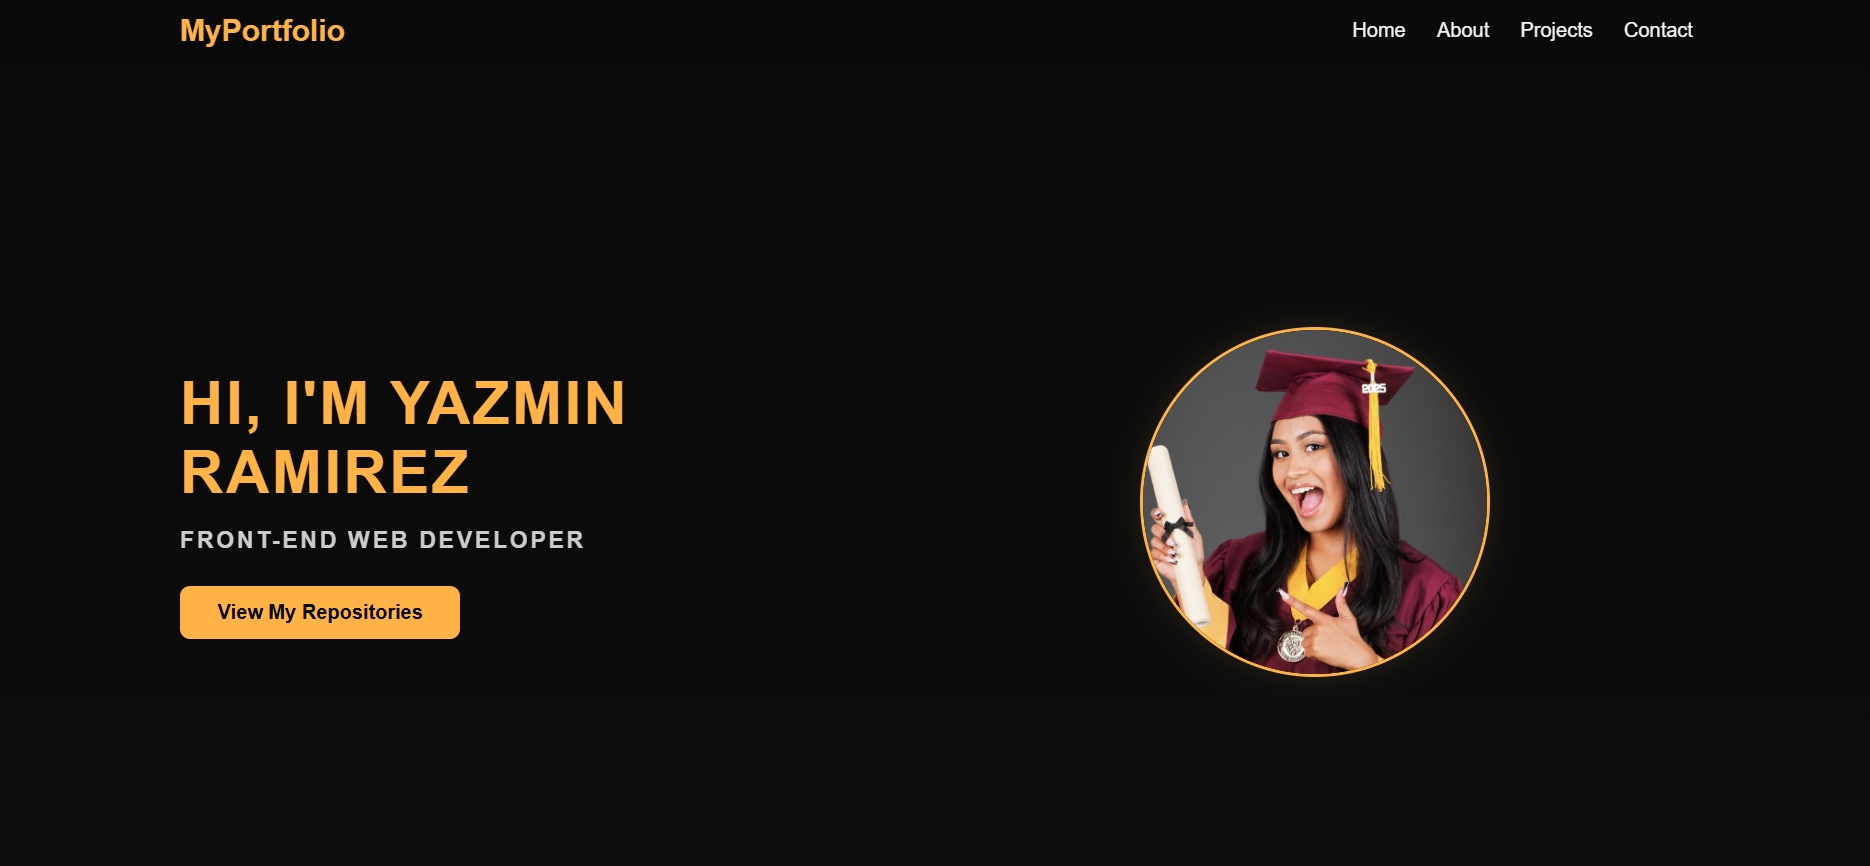 MyPortfolio
Home About Projects Contact
HI, I'M YAZMIN
RAMIREZ
FRONT-END WEB DEVELOPER
View My Repositories
2025